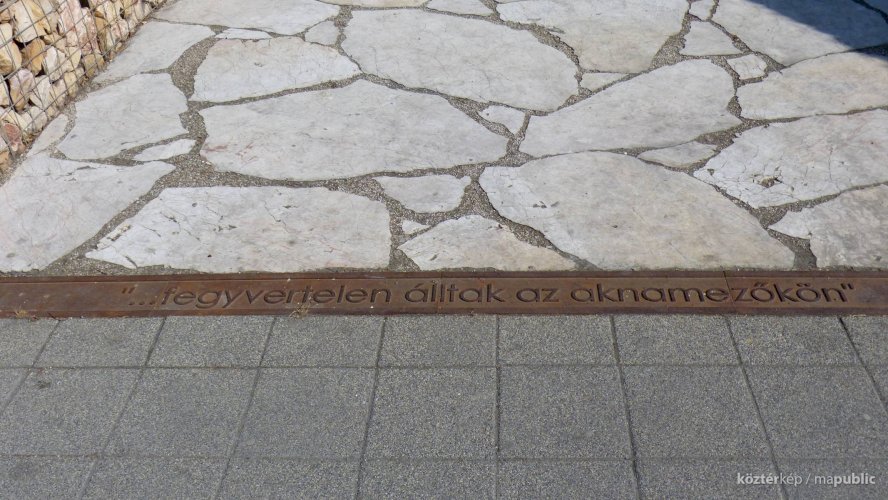 "...fegyvertelen álltak az aknamezőkön"
köztérkép / mapublic